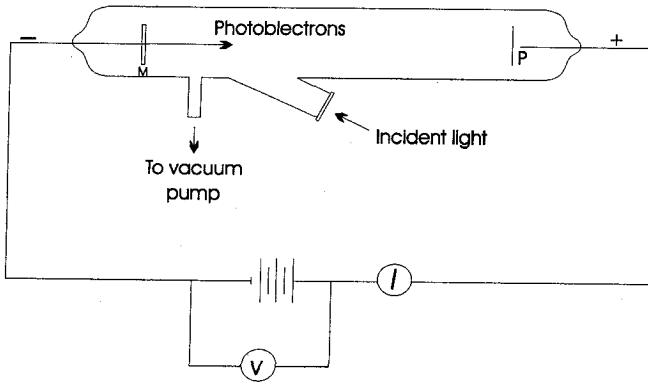 Photoblectrons
−
+
M
P
Incident light
To vacuum
pump
I
V